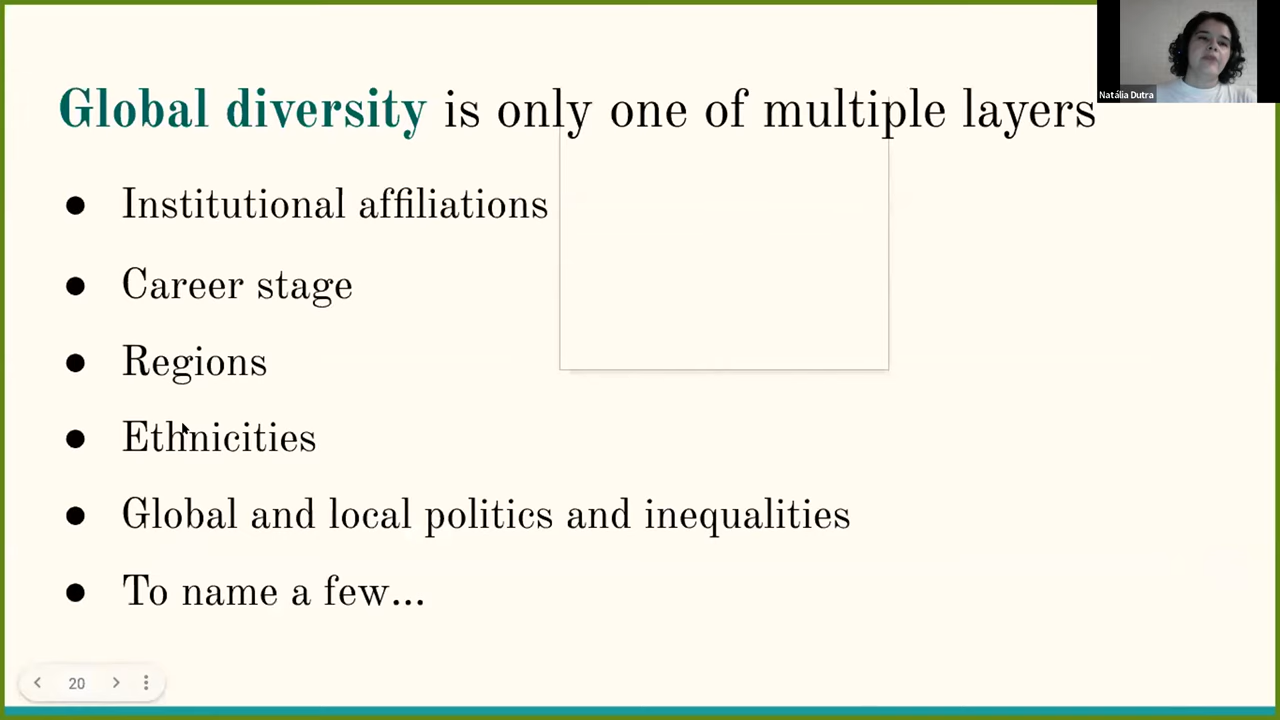 Global diversity is only one of multiple layers
Natália Dutra
● Institutional affiliations
● Career stage
● Regions
● Ethnicities
● Global and local politics and inequalities
● To name a few...
20